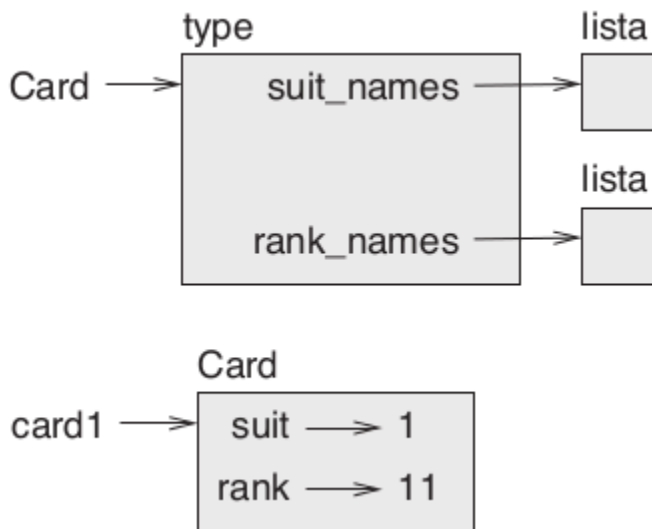 type
lista
Card
suit_names
lista
rank_names
Card
card1
suit
1
rank
11